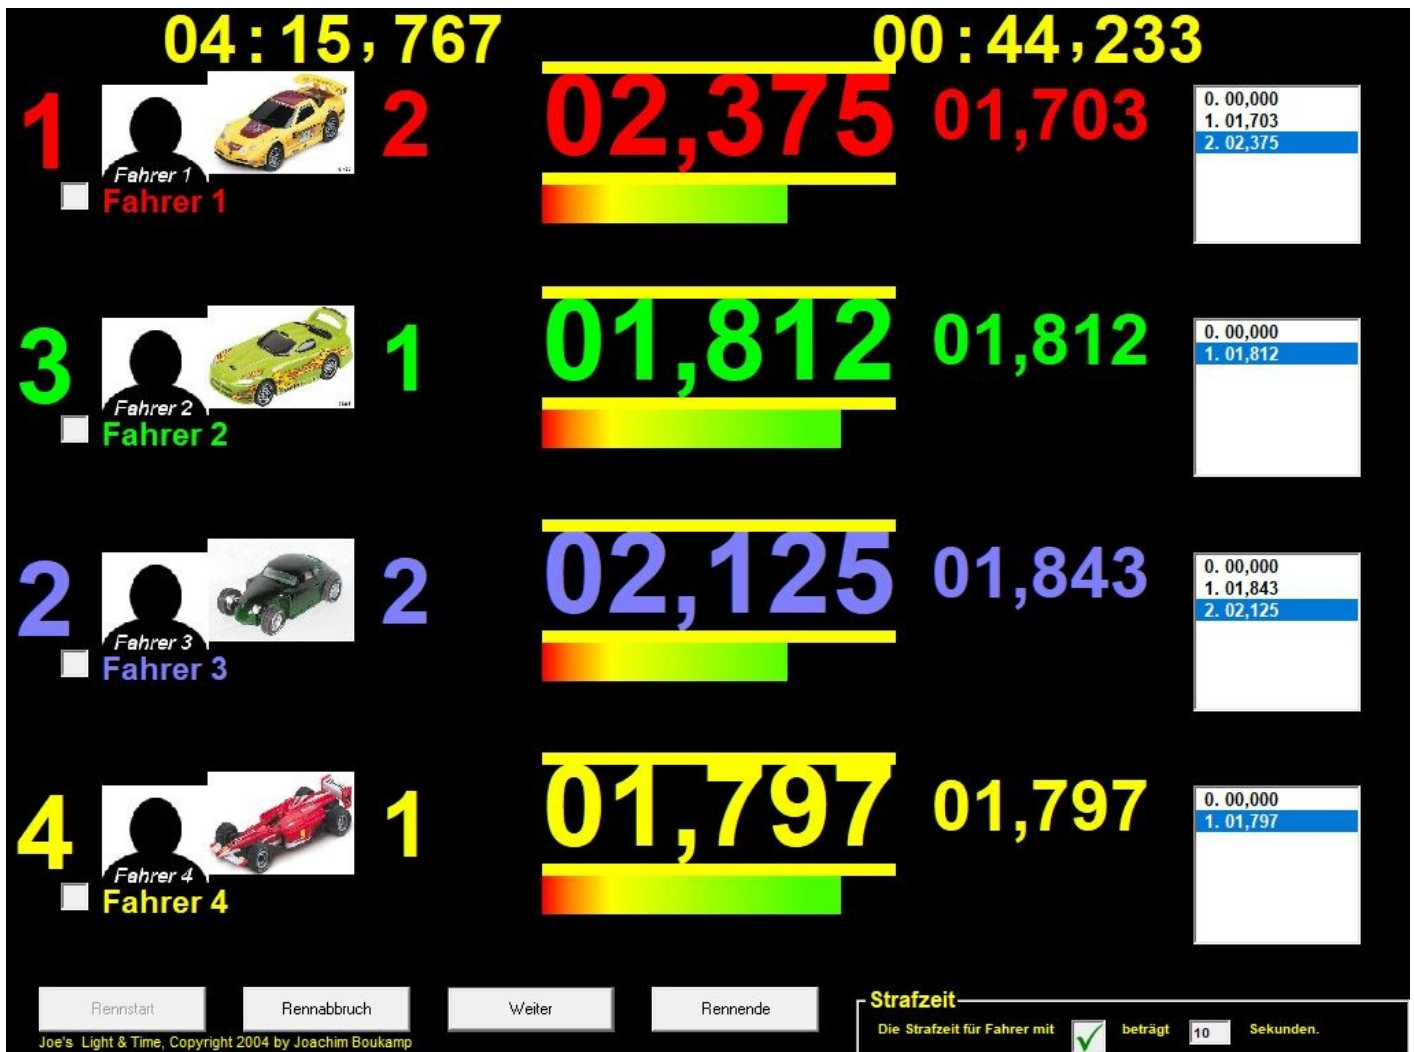 04:15,767 00:44,233
1 2 02,375 01,703
0. 00,000
1. 01,703
2. 02,375
Fahrer 1
Fahrer 1
3 1 01,812 01,812
0. 00,000
1. 01,812
Fahrer 2
Fahrer 2
2 2 02,125 01,843
0. 00,000
1. 01,843
2. 02,125
Fahrer 3
Fahrer 3
4 1 01,797 01,797
0. 00,000
1. 01,797
Fahrer 4
Fahrer 4
Rennstart Rennabbruch Weiter Rennende
Strafzeit
Die Strafzeit für Fahrer mit beträgt 10 Sekunden.
Joe's Light & Time, Copyright 2004 by Joachim Boukamp